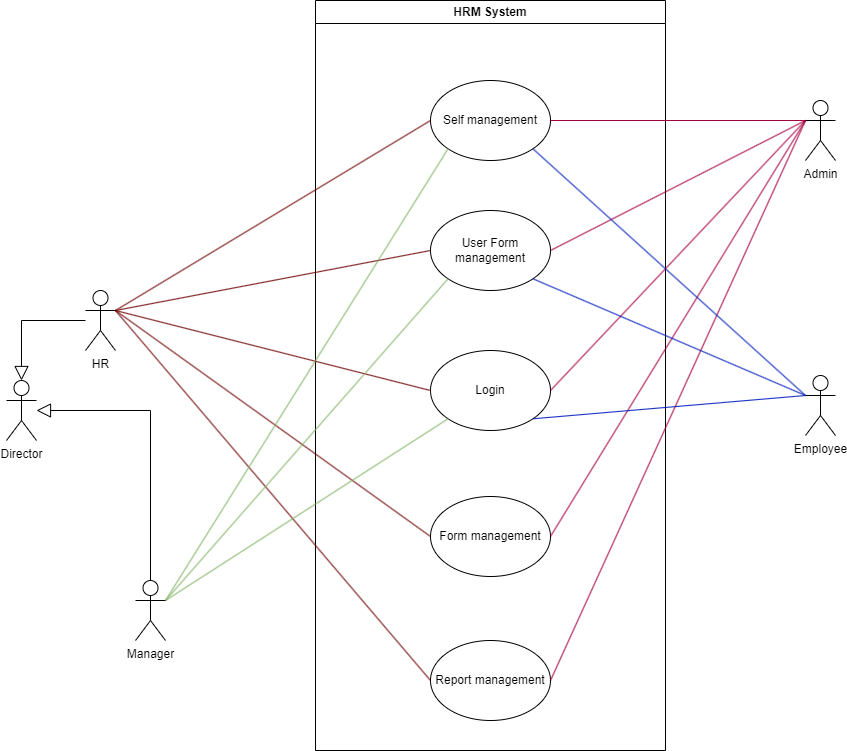 HRM System
Self management
Admin
User Form
management
HR
Login
Director
Employee
Form management
Manager
Report management